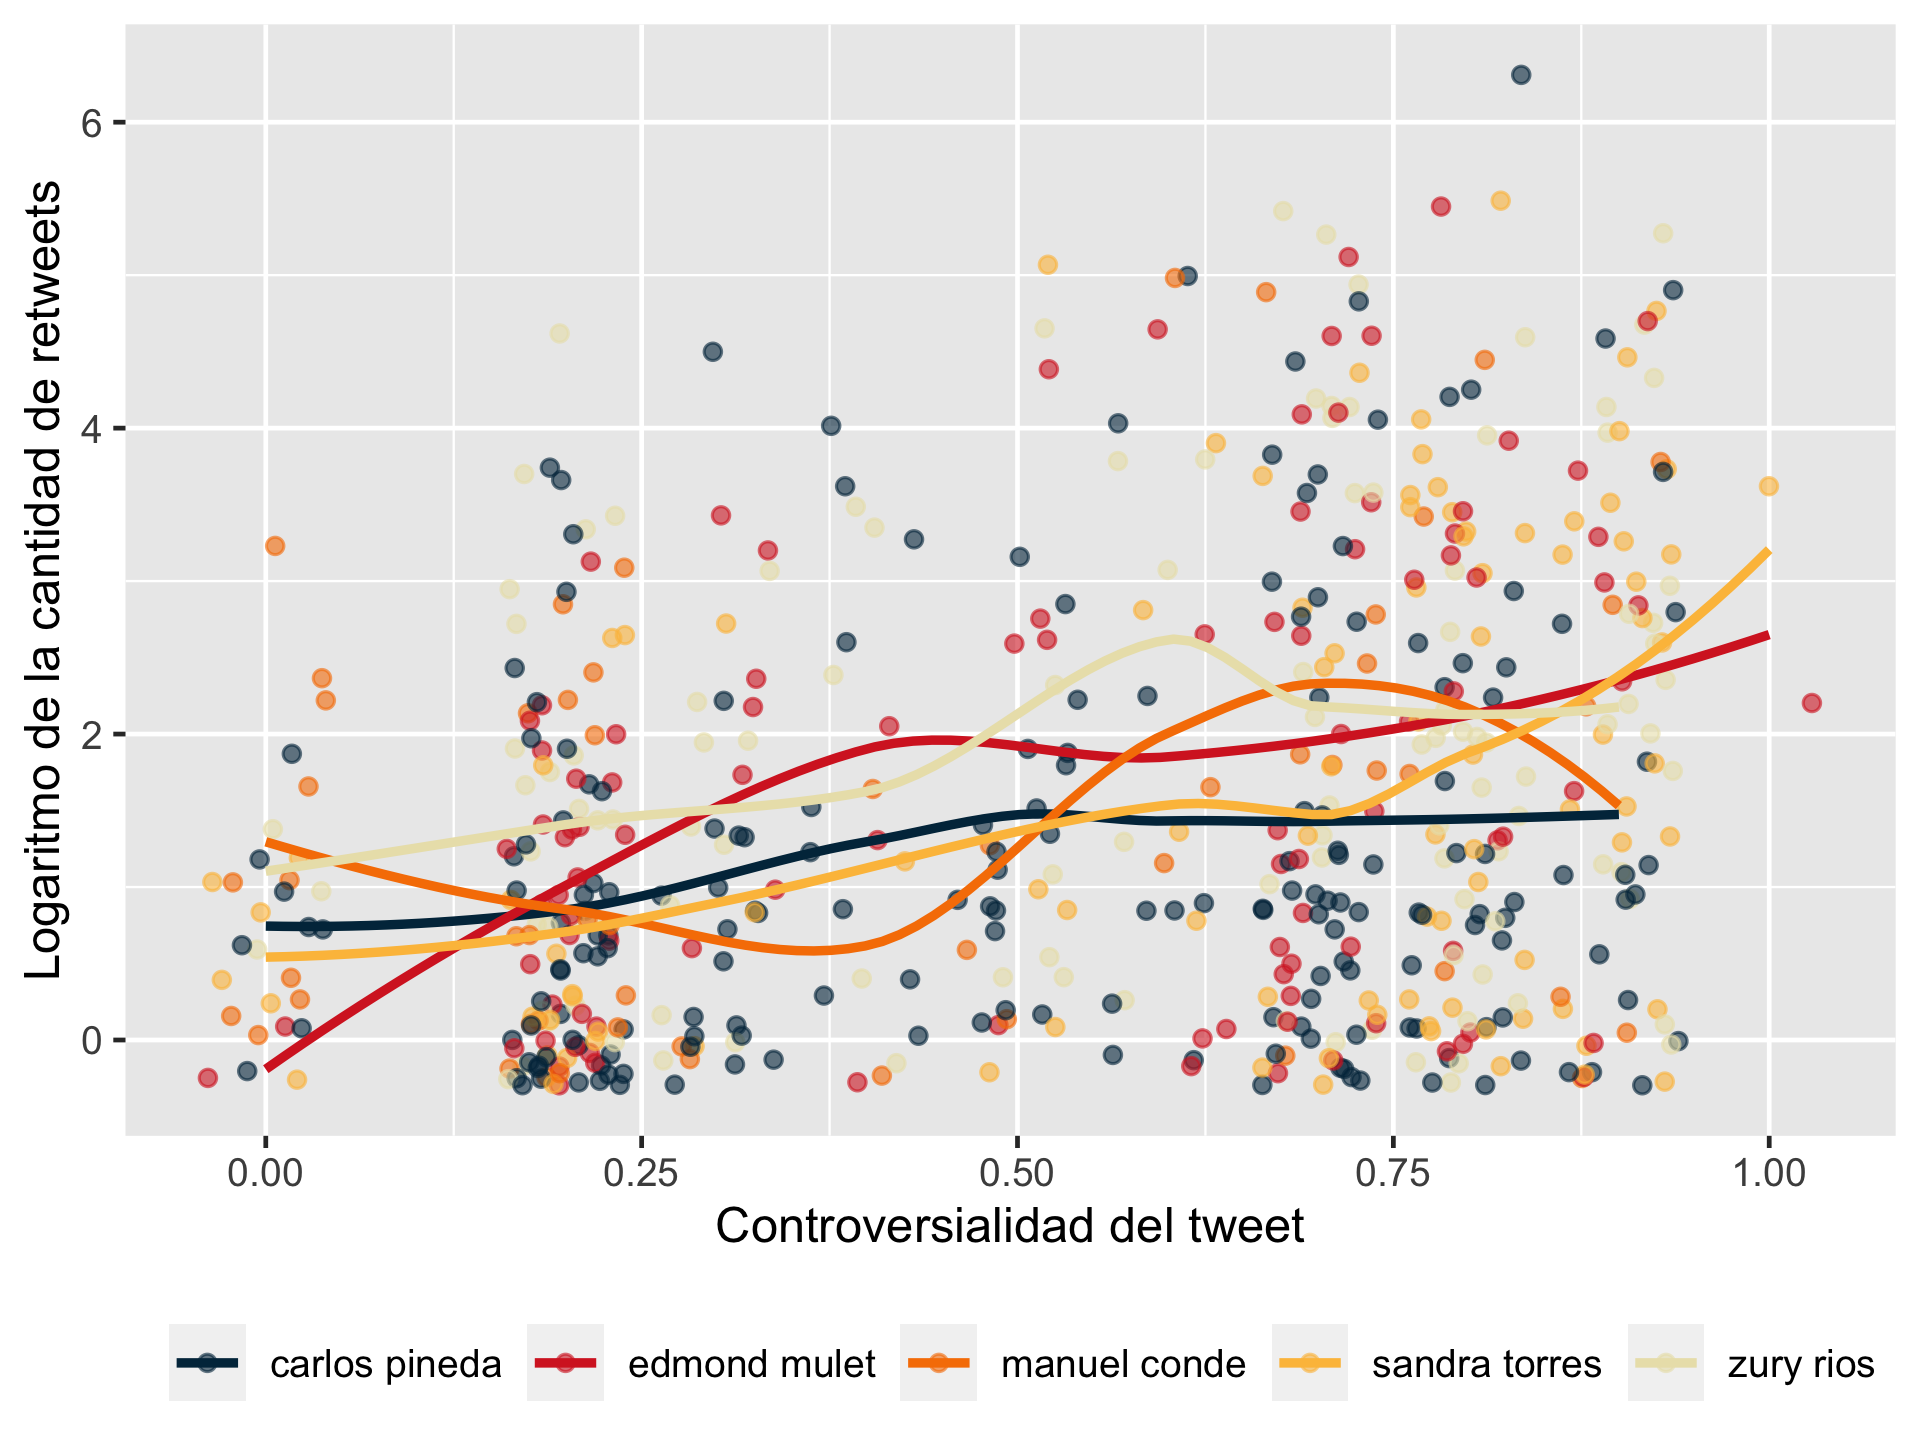 Logaritmo de la cantidad de retweets
6
4
2
0
0.00 0.25 0.50 0.75 1.00
Controversialidad del tweet
carlos pineda edmond mulet manuel conde sandra torres zury rios